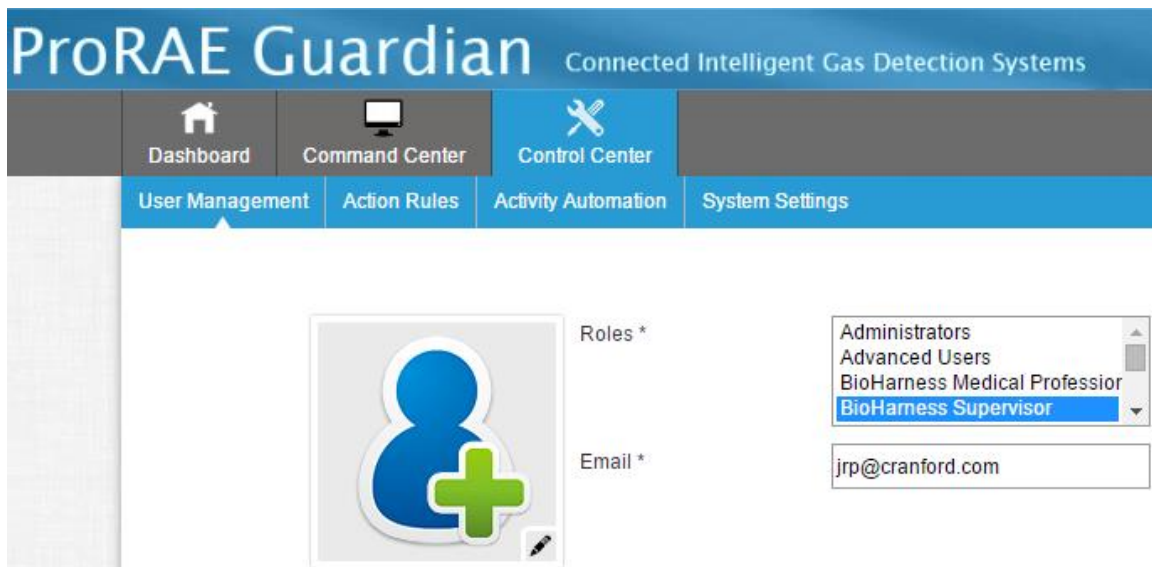 ProRAE Guardian Connected Intelligent Gas Detection Systems
Dashboard Command Center Control Center
User Management Action Rules Activity Automation System Settings
Roles *
Administrators
Advanced Users
BioHarness Medical Profession
BioHarness Supervisor
Email *
jrp@cranford.com